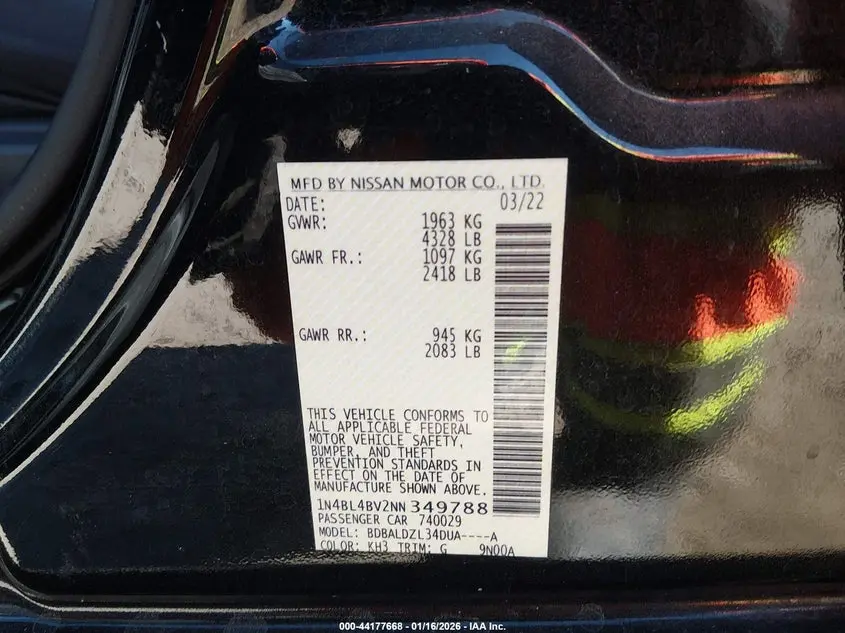 MFD BY NISSAN MOTOR CO., LTD.
DATE: 03/22
GVWR: 1963 KG
4328 LB
GAWR FR.: 1097 KG
2418 LB
GAWR RR.: 945 KG
2083 LB
THIS VEHICLE CONFORMS TO
ALL APPLICABLE FEDERAL
MOTOR VEHICLE SAFETY,
BUMPER, AND THEFT
PREVENTION STANDARDS IN
EFFECT ON THE DATE OF
MANUFACTURE SHOWN ABOVE.
1N4BL4BV2NN349788
PASSENGER CAR 740029
MODEL: BDBALDZL34DUA----A
COLOR: KH3 TRIM: G 9N00A
000-44177668 - 01/16/2026 - IAA Inc.